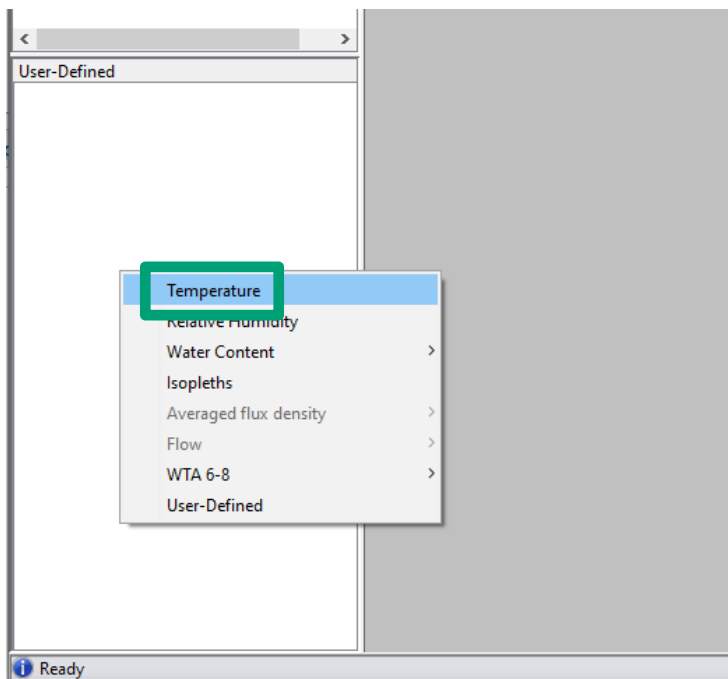 User-Defined
Temperature
Relative Humidity
Water Content
Isopleths
Averaged flux density
Flow
WTA 6-8
User-Defined
Ready